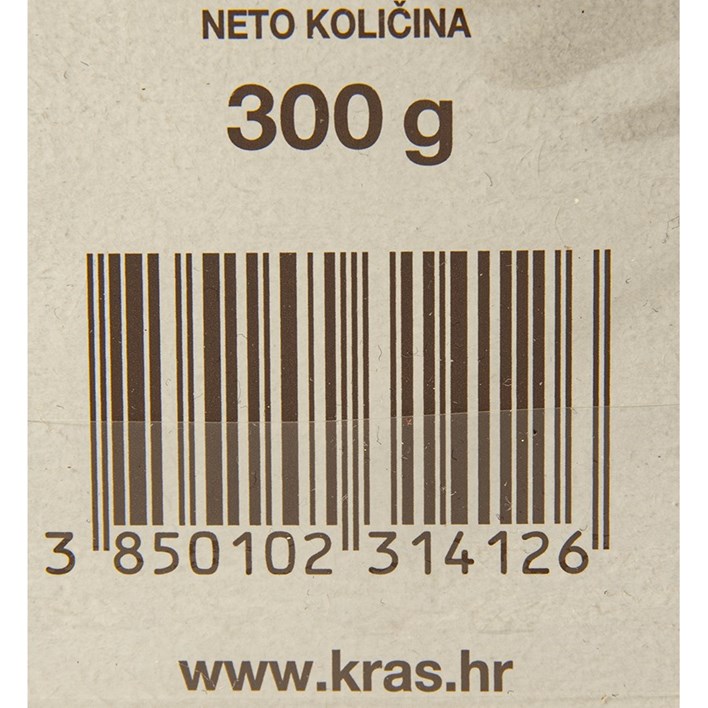 NETO KOLIČINA
300 g
3 850102 314126
www.kras.hr